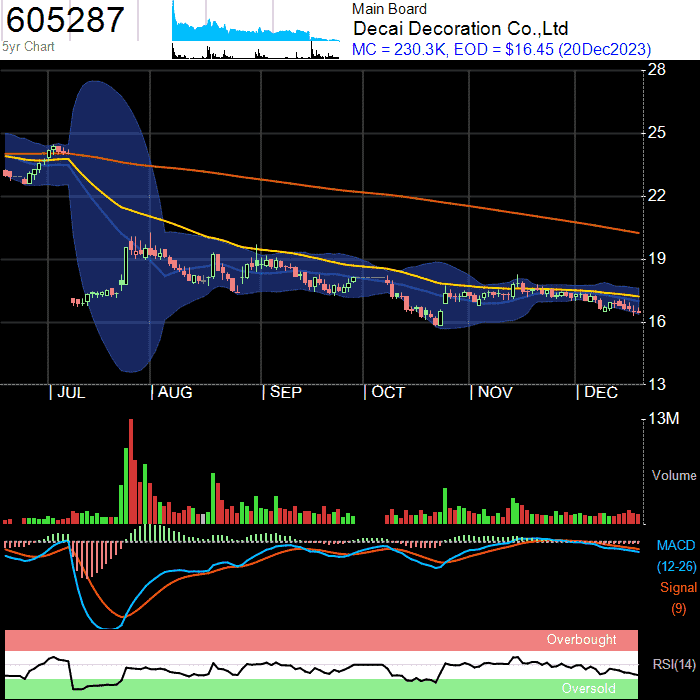 605287
5yr Chart
Main Board
Decai Decoration Co.,Ltd
MC = 230.3K, EOD = $16.45 (20Dec2023)
28
25
22
19
16
13
| JUL | AUG | SEP | OCT | NOV | DEC
13M
Volume
MACD
(12-26)
Signal
(9)
Overbought
RSI(14)
Oversold